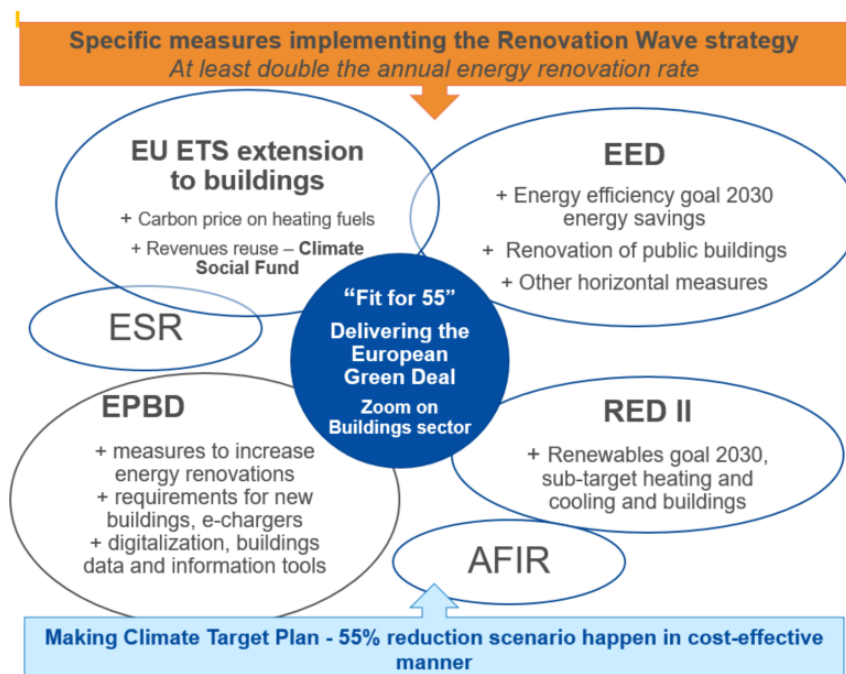 Specific measures implementing the Renovation Wave strategy
At least double the annual energy renovation rate
EU ETS extension
to buildings
+ Carbon price on heating fuels
+ Revenues reuse – Climate
Social Fund
EED
+ Energy efficiency goal 2030
energy savings
+ Renovation of public buildings
+ Other horizontal measures
ESR
“Fit for 55”
Delivering the
European
Green Deal
Zoom on
Buildings sector
EPBD
+ measures to increase
energy renovations
+ requirements for new
buildings, e-chargers
+ digitalization, buildings
data and information tools
RED II
+ Renewables goal 2030,
sub-target heating and
cooling and buildings
AFIR
Making Climate Target Plan - 55% reduction scenario happen in cost-effective
manner